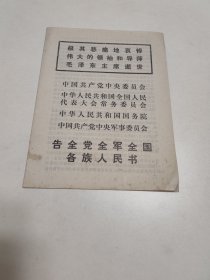 极其悲痛地哀悼
伟大的领袖和导师
毛泽东主席逝世
中国共产党中央委员会
中华人民共和国全国人民
代表大会常务委员会
中华人民共和国国务院
中国共产党中央军事委员会
告全党全军全国
各族人民书